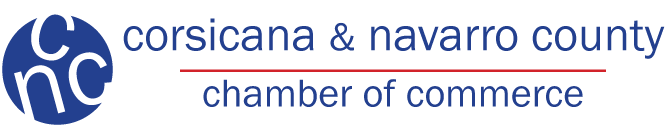 cnc
corsicana & navarro county
chamber of commerce